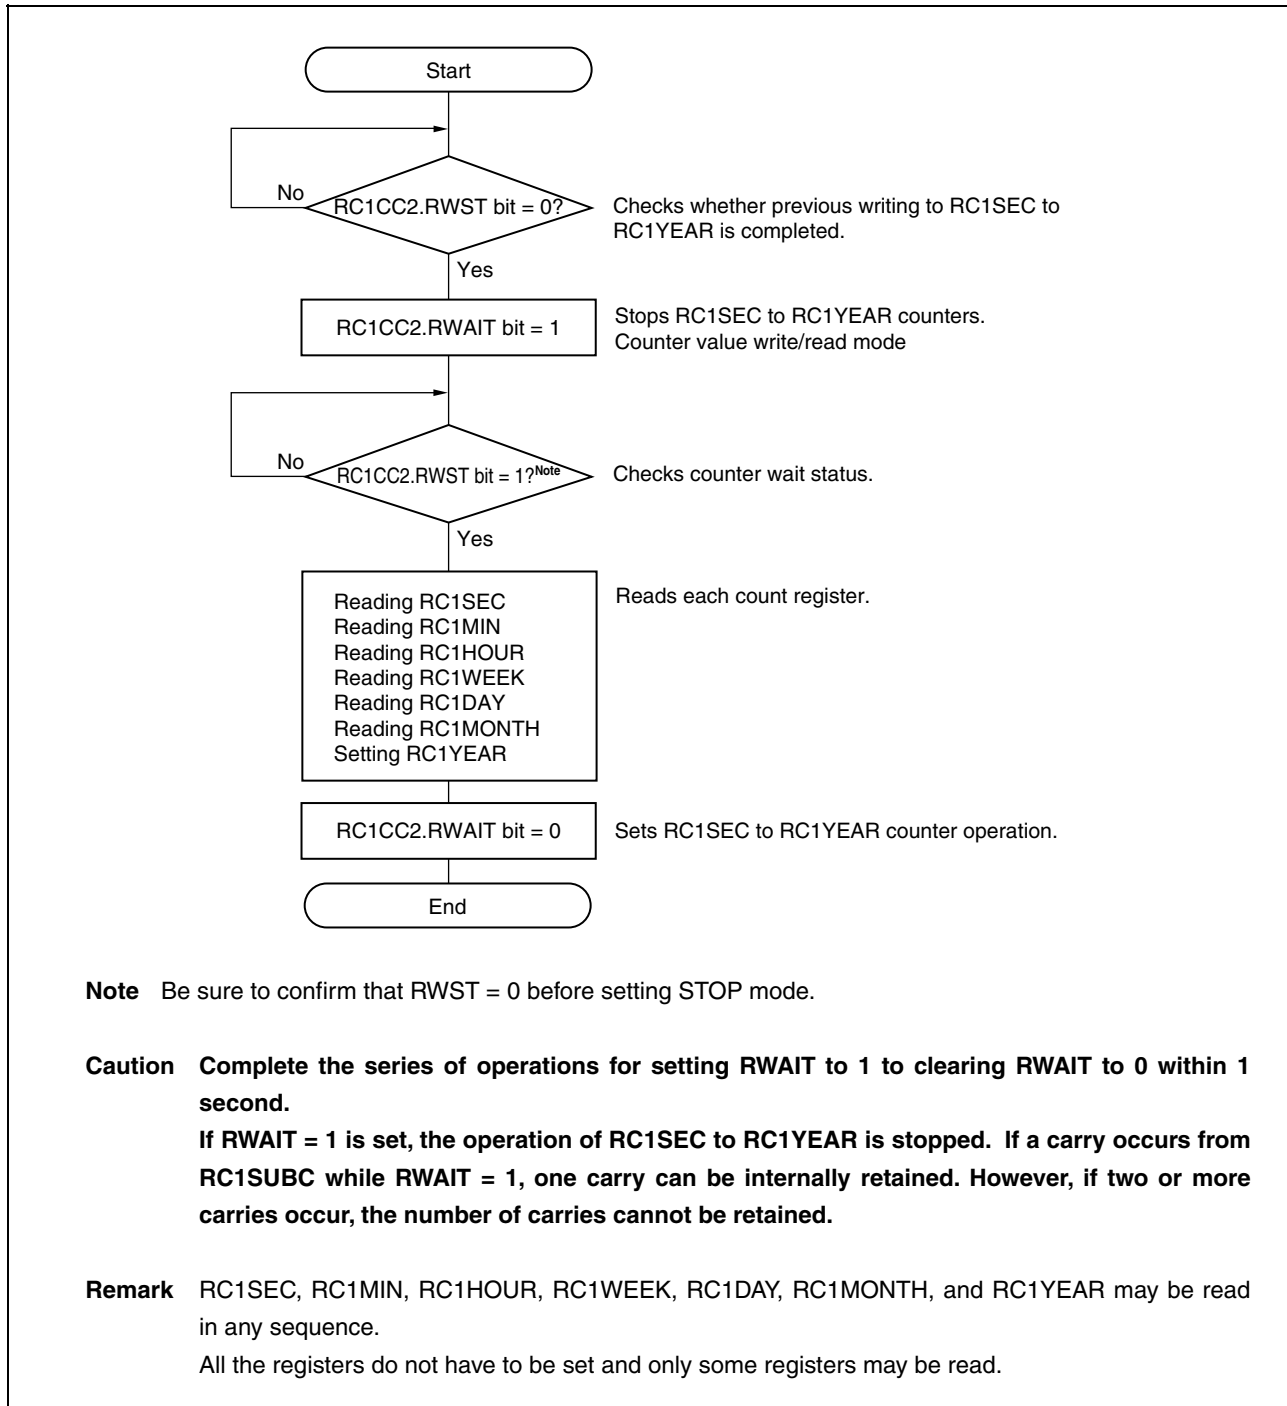 Start
No
RC1CC2.RWST bit = 0?
Checks whether previous writing to RC1SEC to
RC1YEAR is completed.
Yes
RC1CC2.RWAIT bit = 1
Stops RC1SEC to RC1YEAR counters.
Counter value write/read mode
No
RC1CC2.RWST bit = 1?Note
Checks counter wait status.
Yes
Reading RC1SEC
Reading RC1MIN
Reading RC1HOUR
Reading RC1WEEK
Reading RC1DAY
Reading RC1MONTH
Setting RC1YEAR
Reads each count register.
RC1CC2.RWAIT bit = 0
Sets RC1SEC to RC1YEAR counter operation.
End
Note Be sure to confirm that RWST = 0 before setting STOP mode.
Caution Complete the series of operations for setting RWAIT to 1 to clearing RWAIT to 0 within 1
second.
If RWAIT = 1 is set, the operation of RC1SEC to RC1YEAR is stopped. If a carry occurs from
RC1SUBC while RWAIT = 1, one carry can be internally retained. However, if two or more
carries occur, the number of carries cannot be retained.
Remark RC1SEC, RC1MIN, RC1HOUR, RC1WEEK, RC1DAY, RC1MONTH, and RC1YEAR may be read
in any sequence.
All the registers do not have to be set and only some registers may be read.